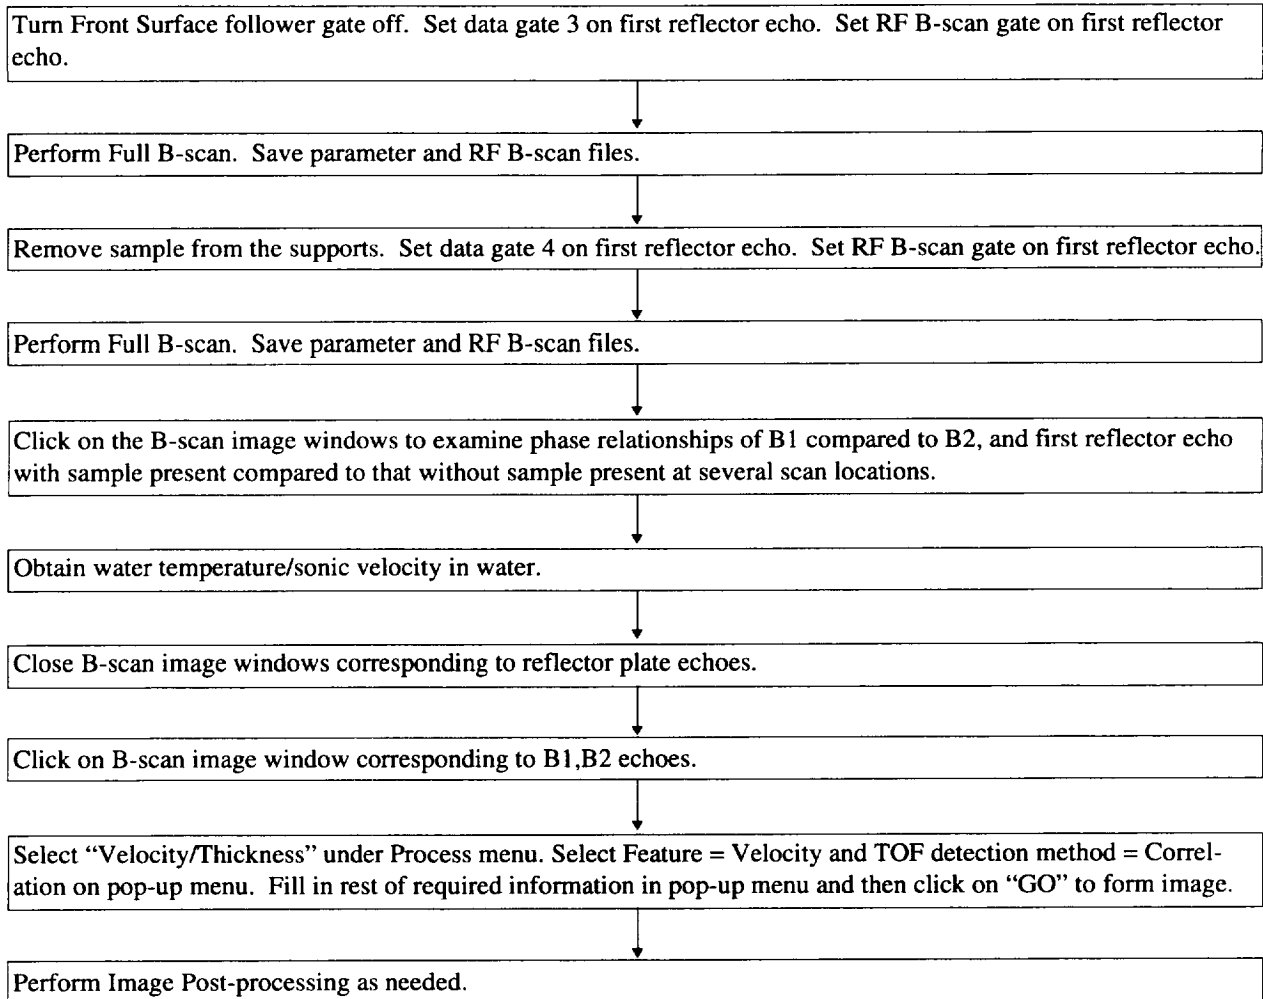 Turn Front Surface follower gate off. Set data gate 3 on first reflector echo. Set RF B-scan gate on first reflector
echo.
Perform Full B-scan. Save parameter and RF B-scan files.
Remove sample from the supports. Set data gate 4 on first reflector echo. Set RF B-scan gate on first reflector echo.
Perform Full B-scan. Save parameter and RF B-scan files.
Click on the B-scan image windows to examine phase relationships of B1 compared to B2, and first reflector echo
with sample present compared to that without sample present at several scan locations.
Obtain water temperature/sonic velocity in water.
Close B-scan image windows corresponding to reflector plate echoes.
Click on B-scan image window corresponding to B1,B2 echoes.
Select “Velocity/Thickness” under Process menu. Select Feature = Velocity and TOF detection method = Correl-
ation on pop-up menu. Fill in rest of required information in pop-up menu and then click on “GO” to form image.
Perform Image Post-processing as needed.